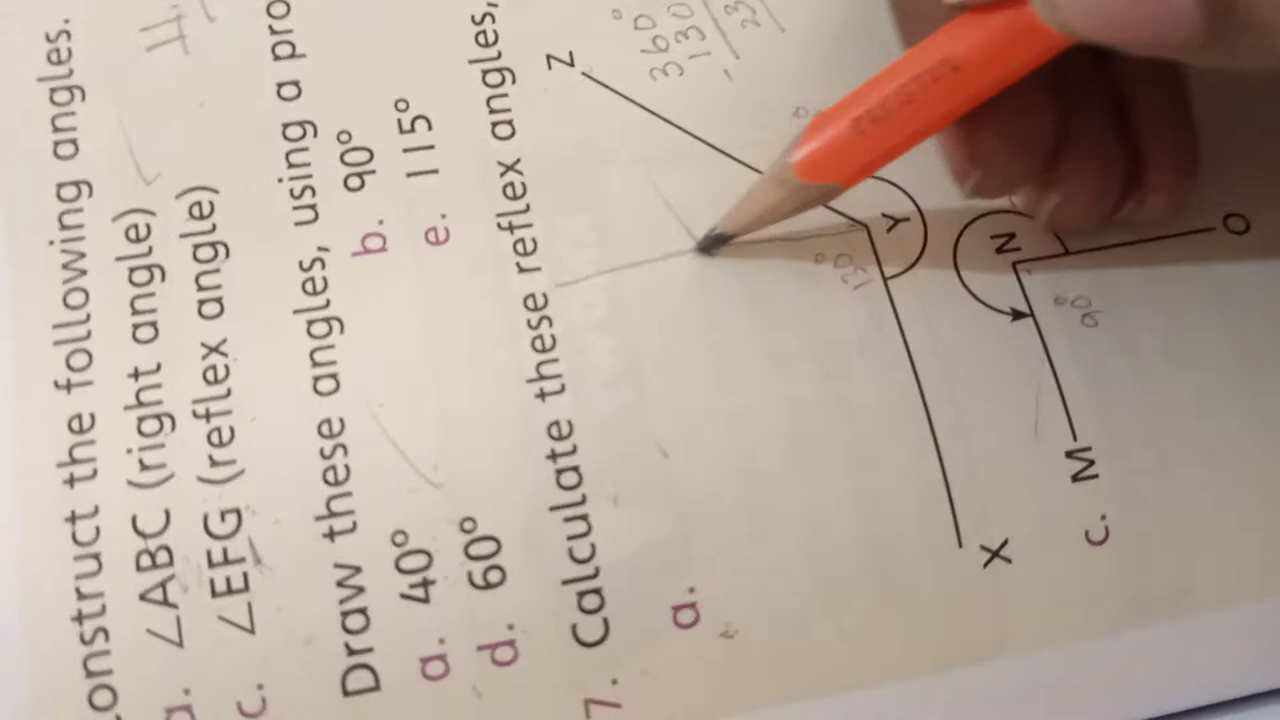 onstruct the following angles.
∠ABC (right angle)
c. ∠EFG (reflex angle)
Draw these angles, using a pro
a. 40° b. 90°
d. 60° e. 115°
7. Calculate these reflex angles,
a.
Z
Y
X
130°
360°
- 130
23
c.
M
N
O
90°